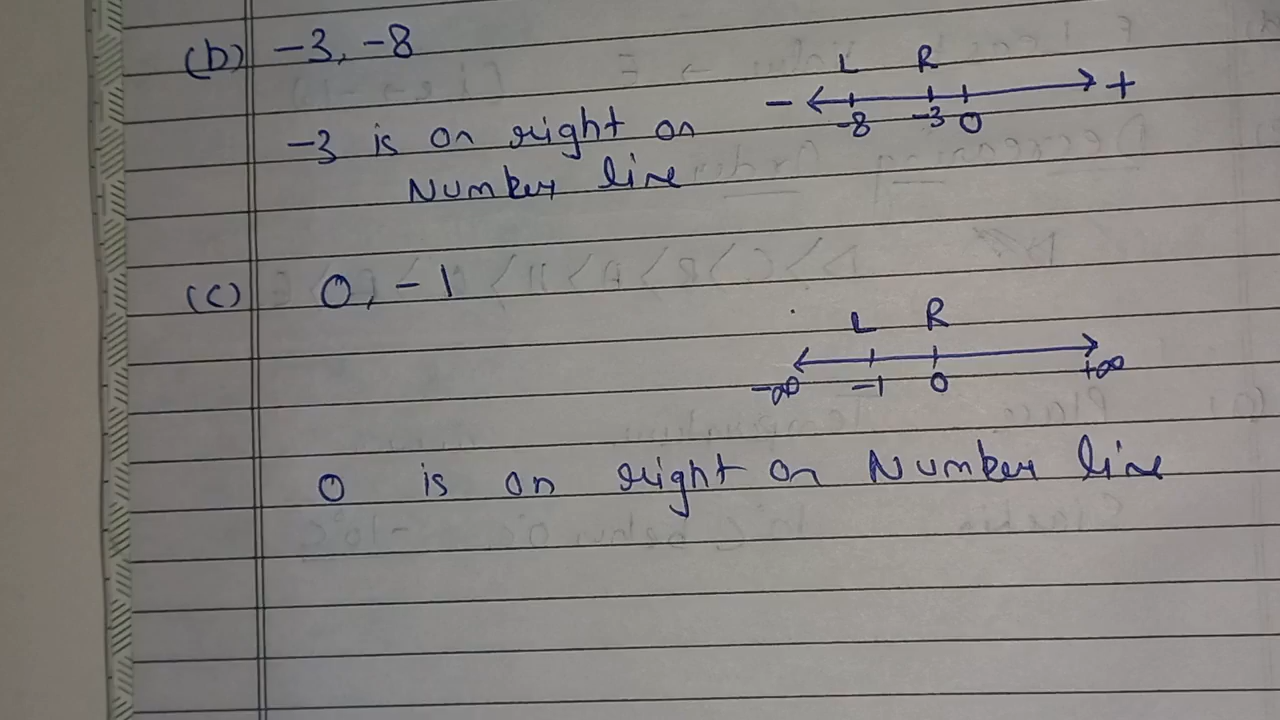 (b) -3, -8
L R
- -8 -3 0 +
-3 is on right on
Number line
(c) 0, -1
L R
-∞ -1 0 +∞
0 is on right on Number line